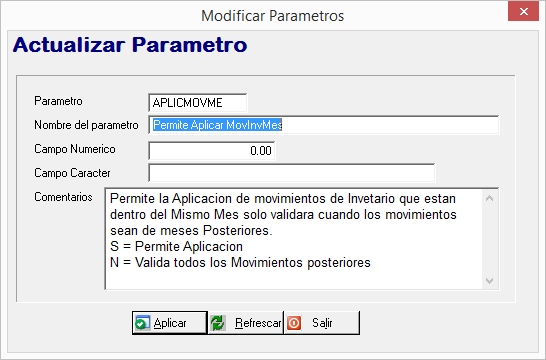 Modificar Parametros
Actualizar Parametro
Parametro APLICMOVME
Nombre del parametro Permite Aplicar MovInvMes
Campo Numerico 0.00
Campo Caracter
Comentarios Permite la Aplicacion de movimientos de Invetario que estan
dentro del Mismo Mes solo validara cuando los movimientos
sean de meses Posteriores.
S = Permite Aplicacion
N = Valida todos los Movimientos posteriores
Aplicar Refrescar Salir